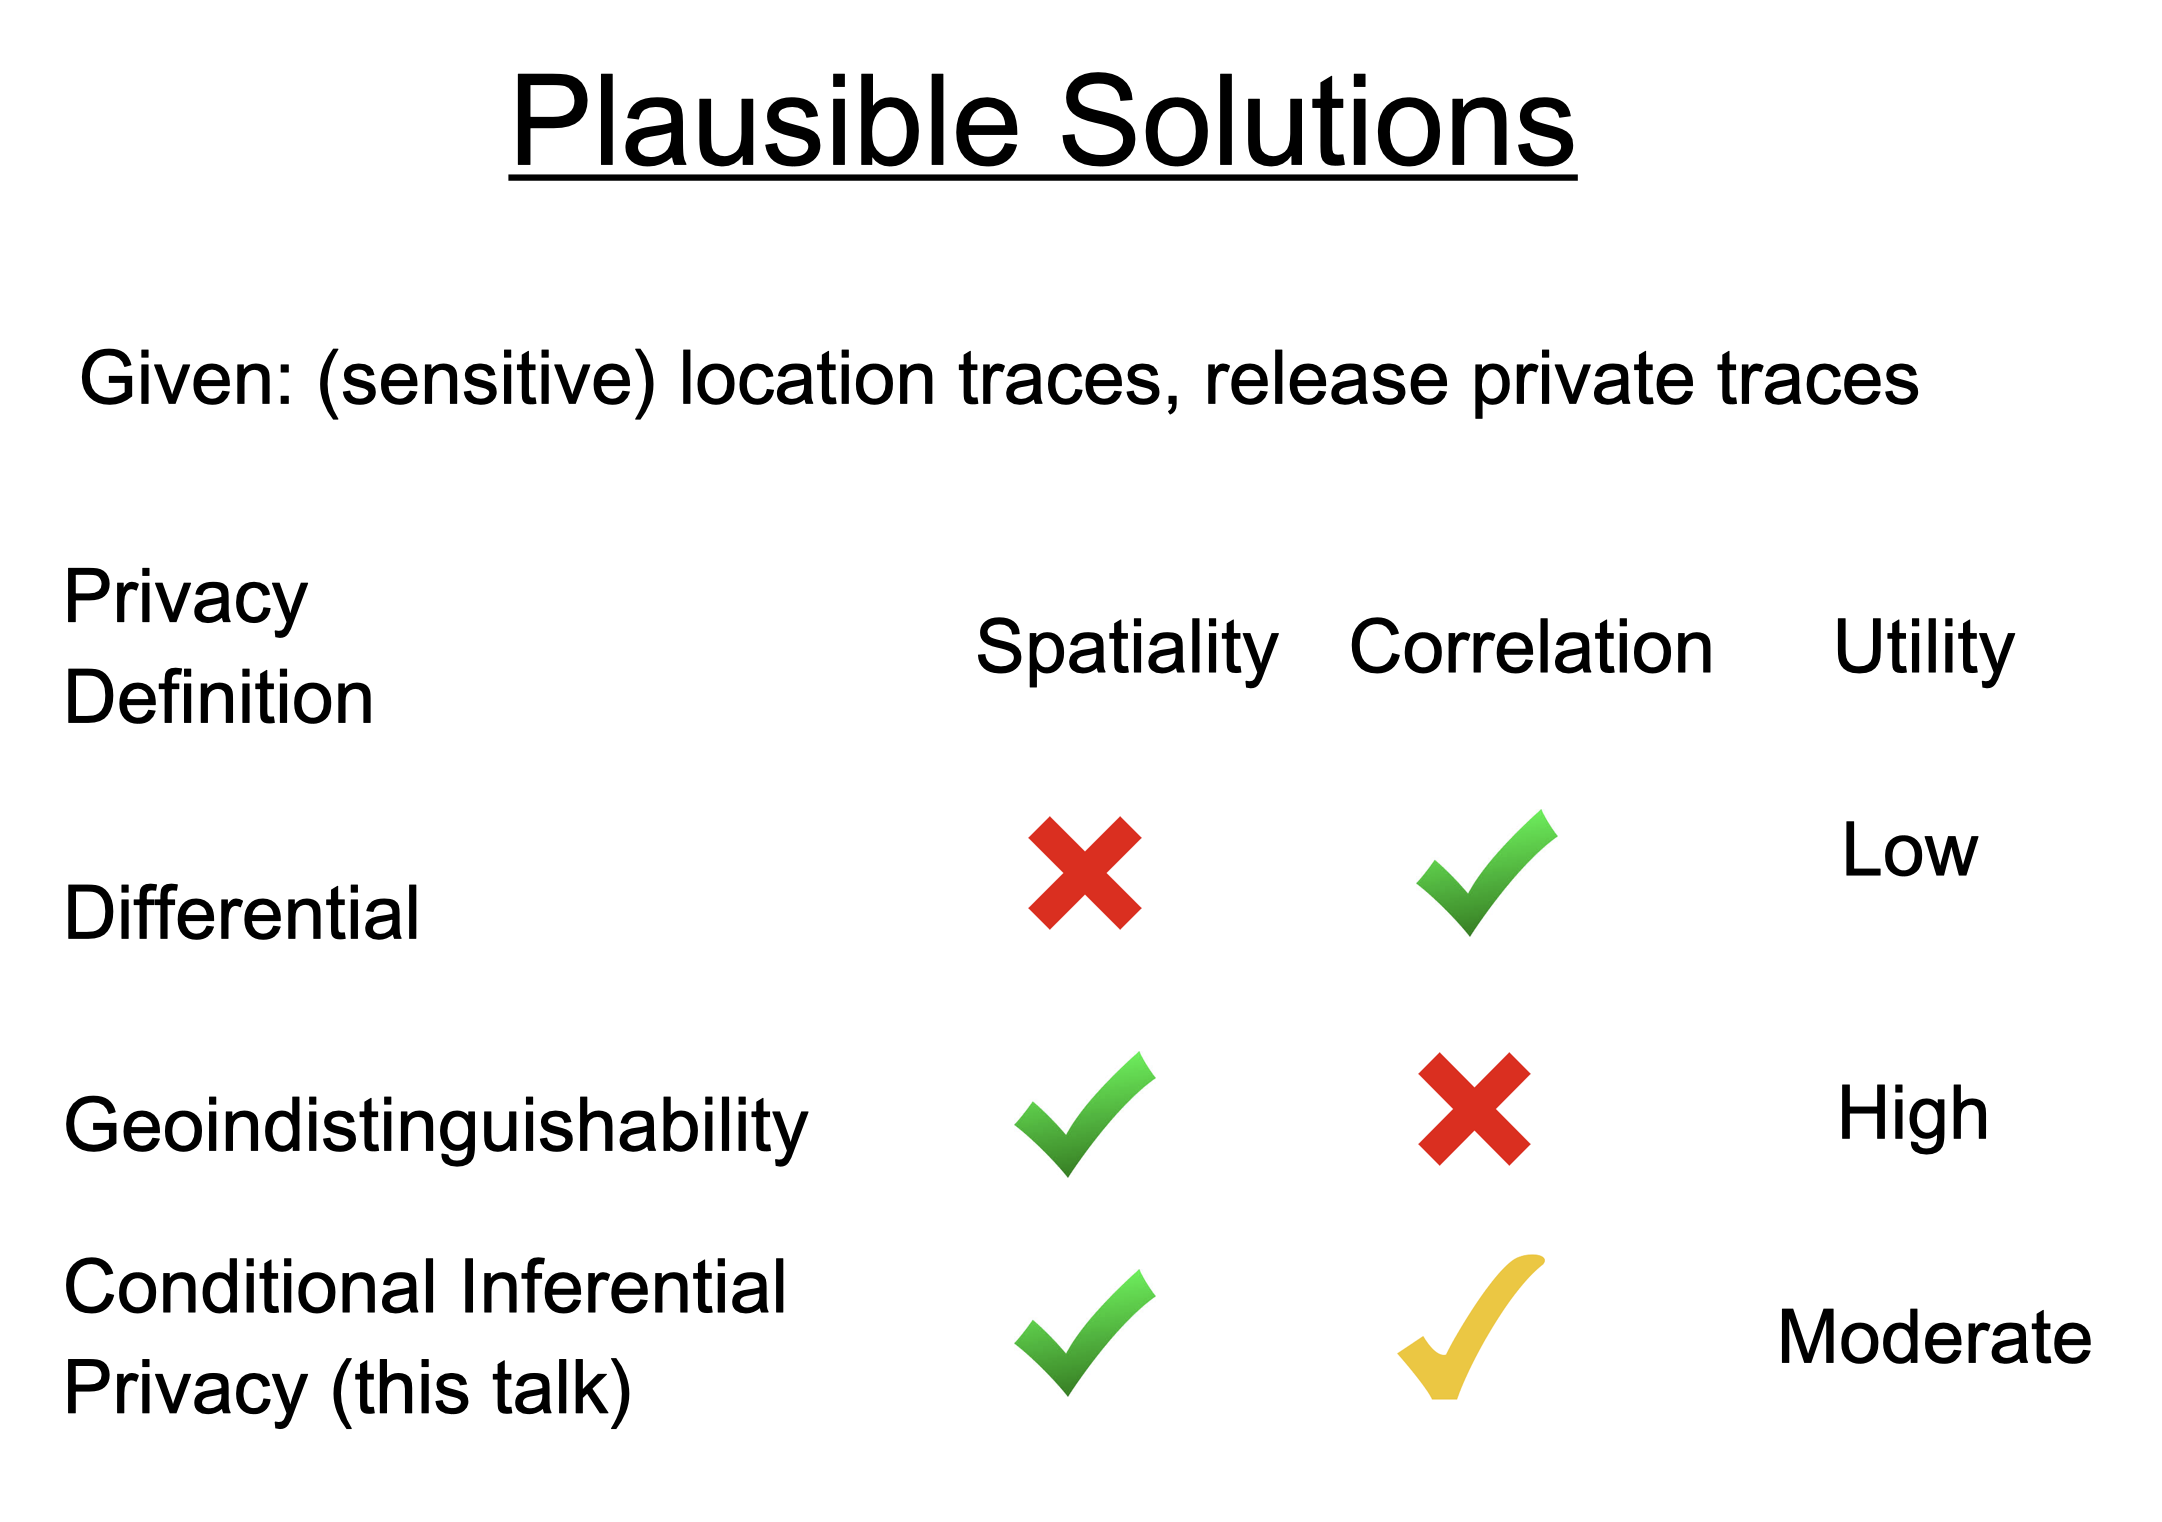 Plausible Solutions
Given: (sensitive) location traces, release private traces
Privacy
Definition
Spatiality
Correlation
Utility
Differential
Low
Geoindistinguishability
High
Conditional Inferential
Privacy (this talk)
Moderate